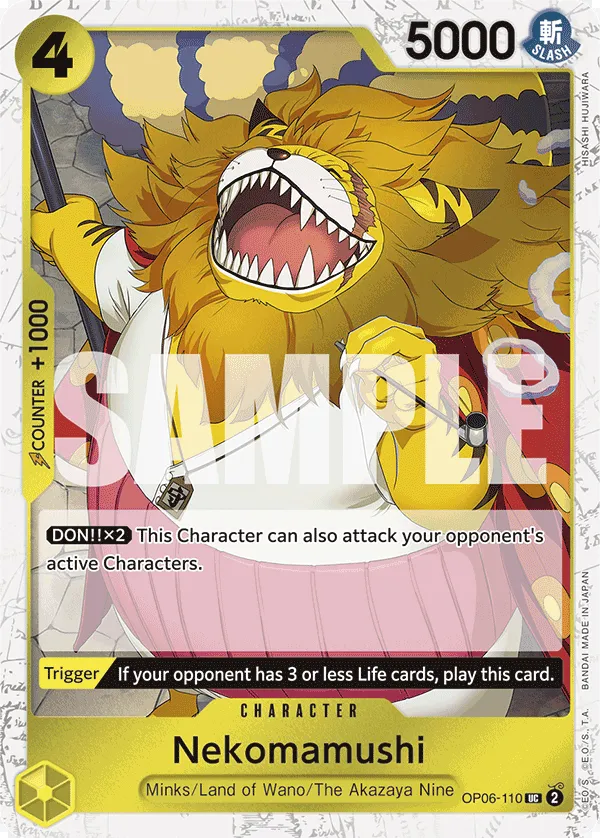 4
5000
斬
SLASH
HISASHI HUJIWARA
COUNTER +1000
SAMPLE
DON!!×2 This Character can also attack your opponent's
active Characters.
Trigger If your opponent has 3 or less Life cards, play this card.
CHARACTER
Nekomamushi
Minks/Land of Wano/The Akazaya Nine
OP06-110 UC 2
©E.O./S. ©E.O./S., T.A. BANDAI MADE IN JAPAN